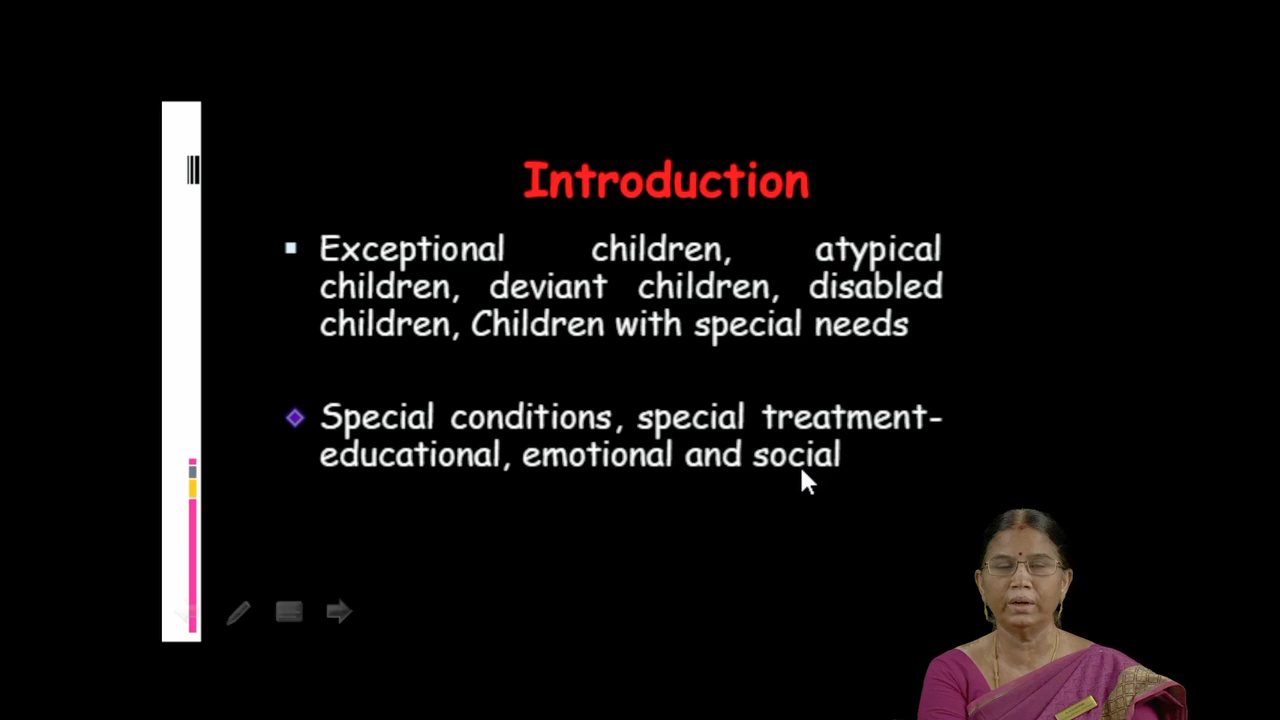 Introduction
Exceptional children, atypical
children, deviant children, disabled
children, Children with special needs
Special conditions, special treatment-
educational, emotional and social